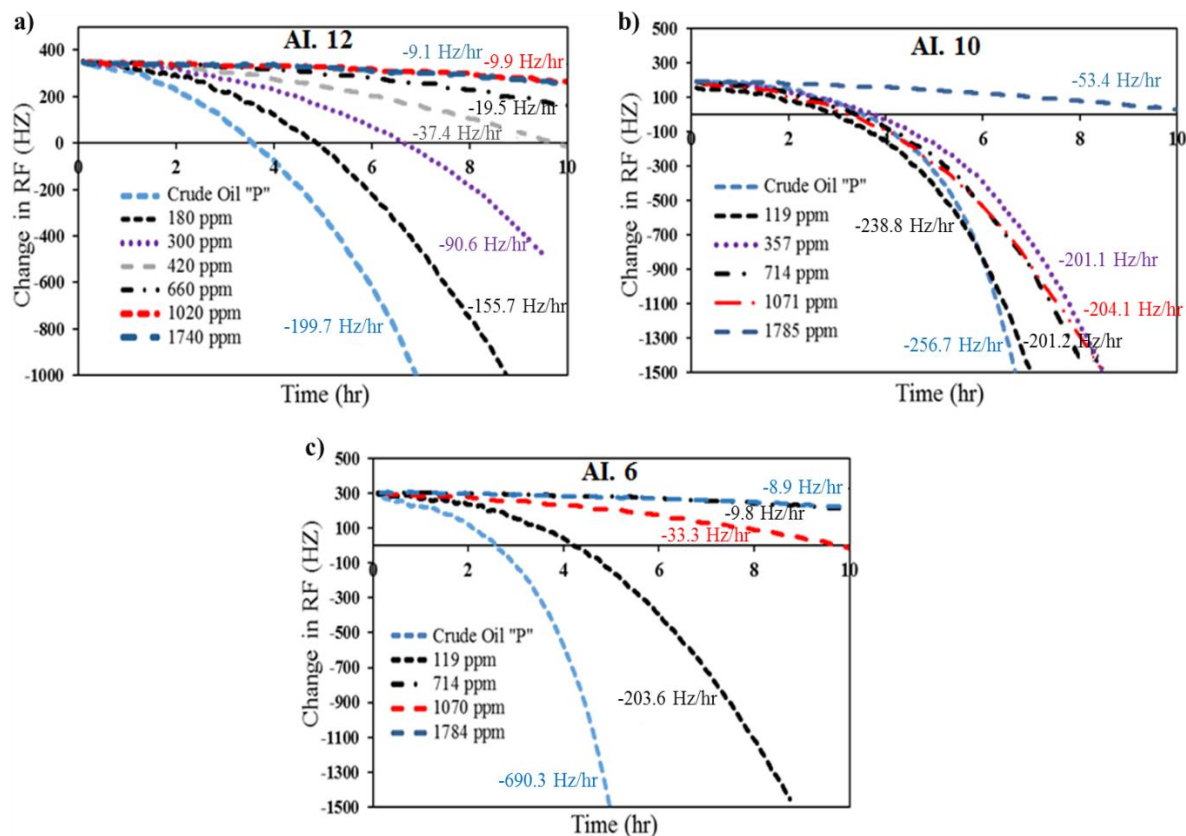 a)
AI. 12
Change in RF (HZ)
400
200
0
-200
-400
-600
-800
-1000
0 2 4 6 8 10
Time (hr)
-9.1 Hz/hr
-9.9 Hz/hr
-19.5 Hz/hr
-37.4 Hz/hr
-90.6 Hz/hr
-155.7 Hz/hr
-199.7 Hz/hr
Crude Oil "P"
180 ppm
300 ppm
420 ppm
660 ppm
1020 ppm
1740 ppm
b)
AI. 10
Change in RF (HZ)
500
300
100
-100
-300
-500
-700
-900
-1100
-1300
-1500
0 2 4 6 8 10
Time (hr)
-53.4 Hz/hr
-238.8 Hz/hr
-201.1 Hz/hr
-204.1 Hz/hr
-201.2 Hz/hr
-256.7 Hz/hr
Crude Oil "P"
119 ppm
357 ppm
714 ppm
1071 ppm
1785 ppm
c)
AI. 6
Change in RF (HZ)
500
300
100
-100
-300
-500
-700
-900
-1100
-1300
-1500
0 2 4 6 8 10
Time (hr)
-8.9 Hz/hr
-9.8 Hz/hr
-33.3 Hz/hr
-203.6 Hz/hr
-690.3 Hz/hr
Crude Oil "P"
119 ppm
714 ppm
1070 ppm
1784 ppm